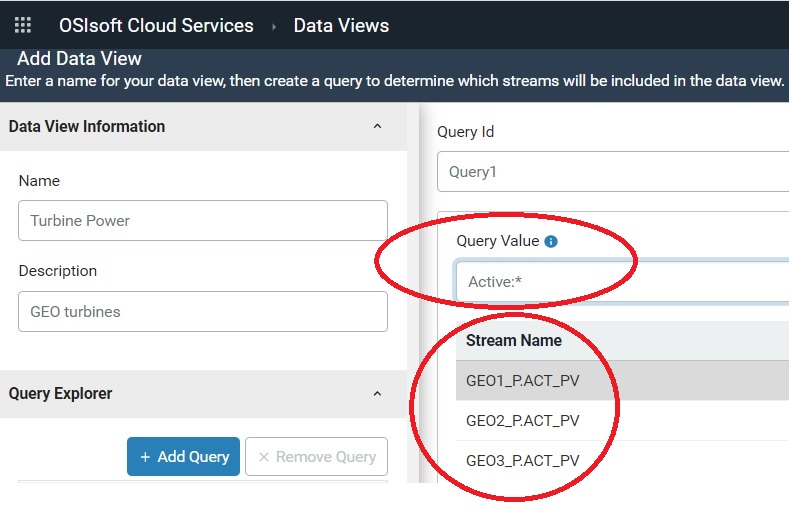 OSIsoft Cloud Services › Data Views
Add Data View
Enter a name for your data view, then create a query to determine which streams will be included in the data view.
Data View Information
Name
Turbine Power
Description
GEO turbines
Query Explorer
+ Add Query
× Remove Query
Query Id
Query1
Query Value
Active:*
Stream Name
GEO1_P.ACT_PV
GEO2_P.ACT_PV
GEO3_P.ACT_PV